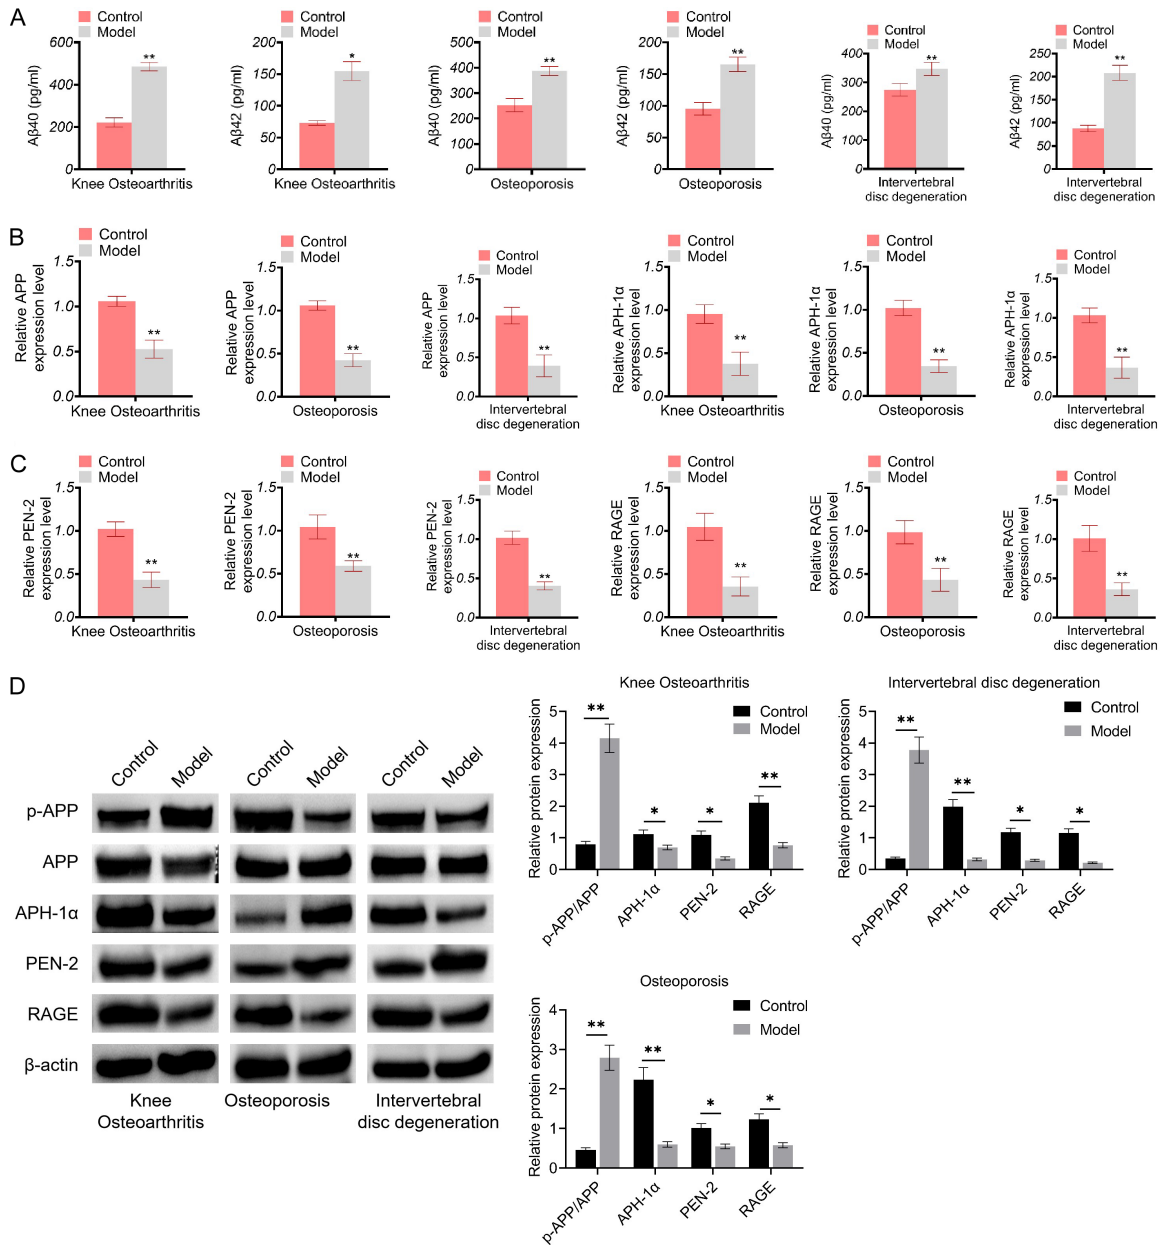 A
Control
Model
Aβ40 (pg/ml)
600
400
200
0
**
Knee Osteoarthritis
Control
Model
Aβ42 (pg/ml)
200
150
100
50
0
*
Knee Osteoarthritis
Control
Model
Aβ40 (pg/ml)
500
400
300
200
100
0
**
Osteoporosis
Control
Model
Aβ42 (pg/ml)
200
150
100
50
0
**
Osteoporosis
Control
Model
Aβ40 (pg/ml)
400
300
200
100
0
**
Intervertebral
disc degeneration
Control
Model
Aβ42 (pg/ml)
250
200
150
100
50
0
**
Intervertebral
disc degeneration
B
Control
Model
Relative APP
expression level
1.5
1.0
0.5
0.0
**
Knee Osteoarthritis
Control
Model
Relative APP
expression level
1.5
1.0
0.5
0.0
**
Osteoporosis
Control
Model
Relative APP
expression level
1.5
1.0
0.5
0.0
**
Intervertebral
disc degeneration
Control
Model
Relative APH-1α
expression level
1.5
1.0
0.5
0.0
**
Knee Osteoarthritis
Control
Model
Relative APH-1α
expression level
1.5
1.0
0.5
0.0
**
Osteoporosis
Control
Model
Relative APH-1α
expression level
1.5
1.0
0.5
0.0
**
Intervertebral
disc degeneration
C
Control
Model
Relative PEN-2
expression level
1.5
1.0
0.5
0.0
**
Knee Osteoarthritis
Control
Model
Relative PEN-2
expression level
1.5
1.0
0.5
0.0
**
Osteoporosis
Control
Model
Relative PEN-2
expression level
1.5
1.0
0.5
0.0
**
Intervertebral
disc degeneration
Control
Model
Relative RAGE
expression level
1.5
1.0
0.5
0.0
**
Knee Osteoarthritis
Control
Model
Relative RAGE
expression level
1.5
1.0
0.5
0.0
**
Osteoporosis
Control
Model
Relative RAGE
expression level
1.5
1.0
0.5
0.0
**
Intervertebral
disc degeneration
D
Control
Model
Control
Model
Control
Model
p-APP
APP
APH-1α
PEN-2
RAGE
β-actin
Knee
Osteoarthritis
Osteoporosis
Intervertebral
disc degeneration
Knee Osteoarthritis
Control
Model
Relative protein expression
5
4
3
2
1
0
**
*
*
**
p-APP/APP
APH-1α
PEN-2
RAGE
Intervertebral disc degeneration
Control
Model
Relative protein expression
5
4
3
2
1
0
**
**
*
*
p-APP/APP
APH-1α
PEN-2
RAGE
Osteoporosis
Control
Model
Relative protein expression
4
3
2
1
0
**
**
*
*
p-APP/APP
APH-1α
PEN-2
RAGE